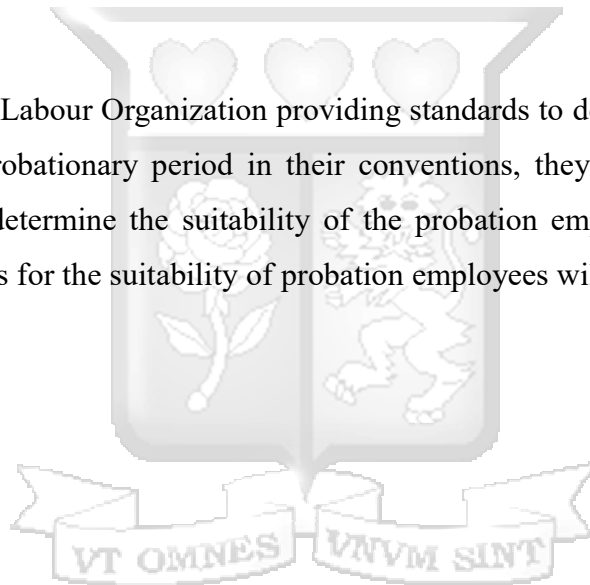 Labour Organization providing standards to de
robationary period in their conventions, they
determine the suitability of the probation em
s for the suitability of probation employees wi
VT OMNES VNVM SINT